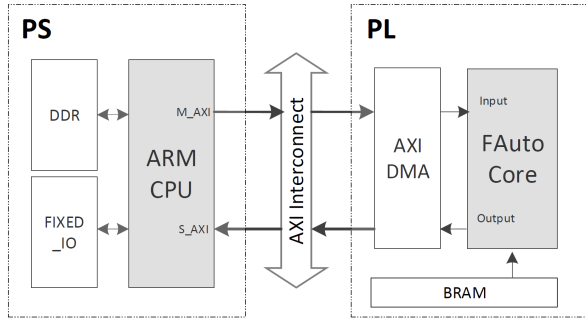 PS
DDR
FIXED
_IO
M_AXI
ARM
CPU
S_AXI
AXI Interconnect
PL
AXI
DMA
Input
FAuto
Core
Output
BRAM